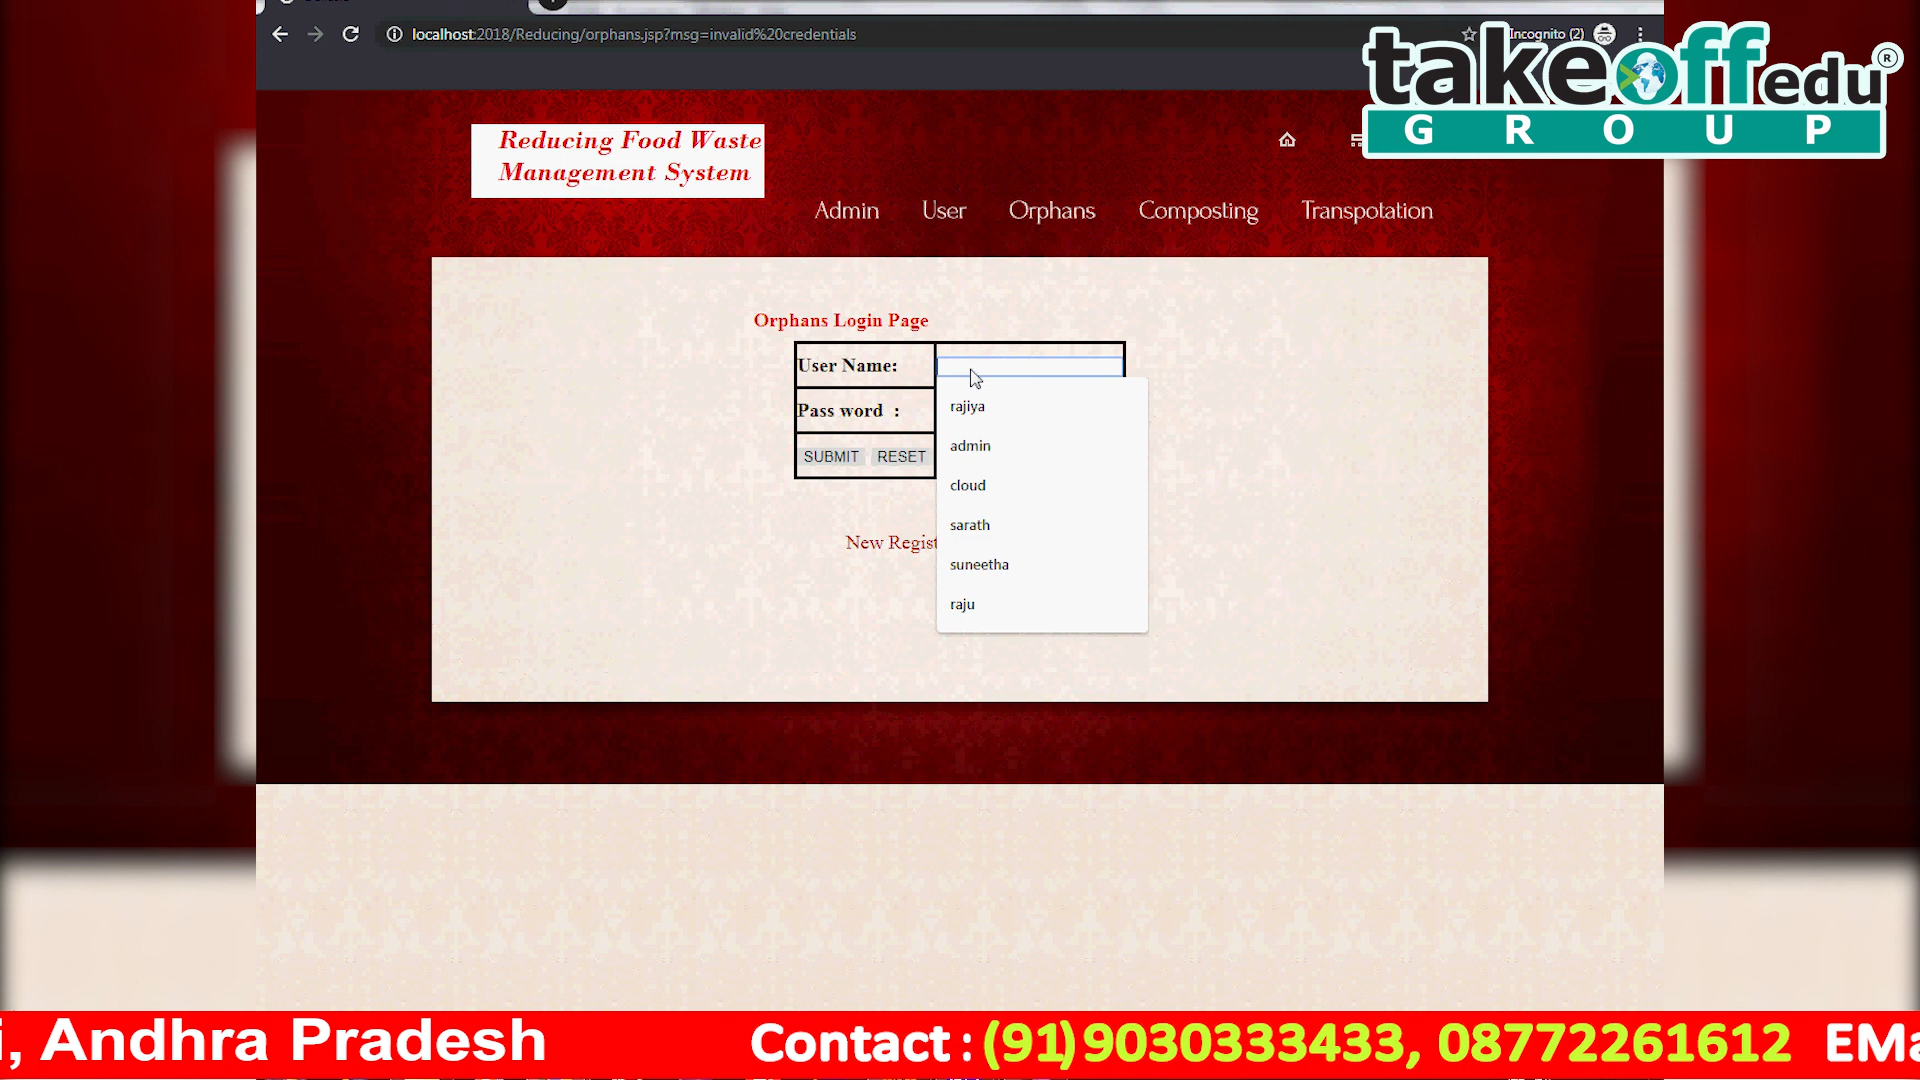 localhost:2018/Reducing/orphans.jsp?msg=invalid%20credentials
Incognito (2)
takeoffedu®
GROUP
Reducing Food Waste
Management System
Admin
User
Orphans
Composting
Transpotation
Orphans Login Page
User Name:
Pass word :
SUBMIT
RESET
rajiya
admin
cloud
sarath
suneetha
raju
New Regist
i, Andhra Pradesh
Contact : (91)9030333433, 08772261612
EMa